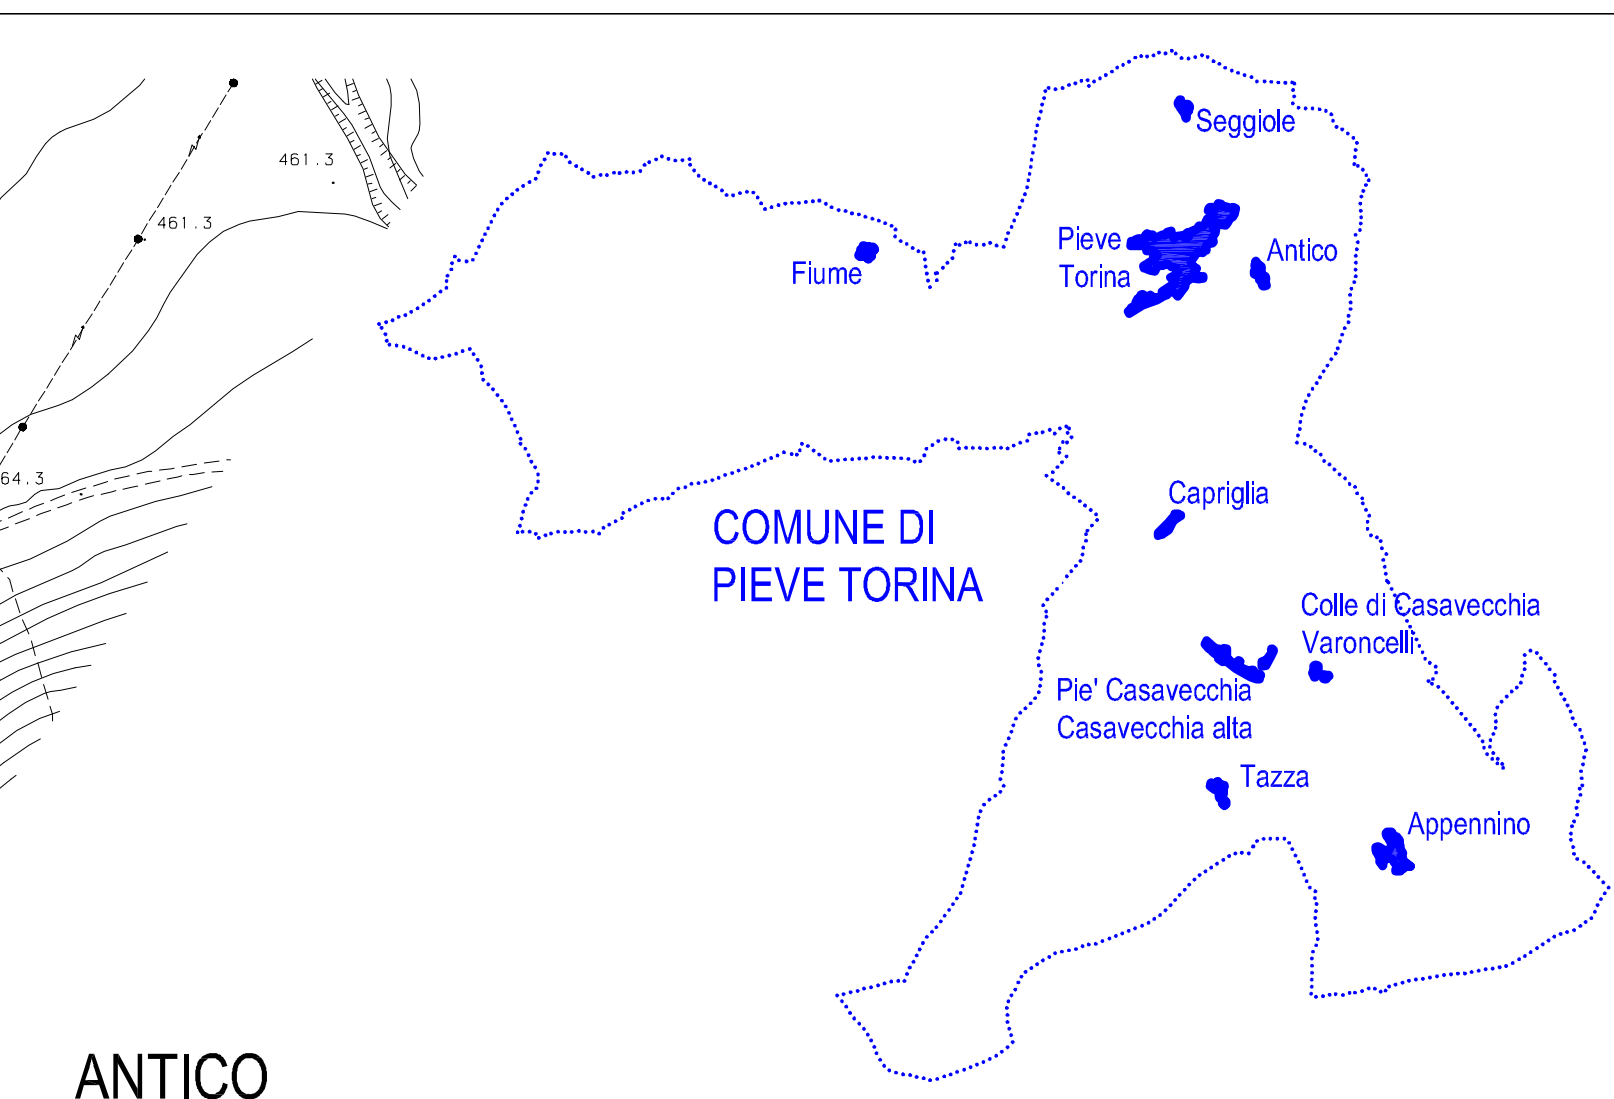 Seggiole
461.3
461.3
Pieve
Torina
Antico
Fiume
64.3
Capriglia
COMUNE DI
PIEVE TORINA
Colle di Casavecchia
Varoncelli
Pie' Casavecchia
Casavecchia alta
Tazza
Appennino
ANTICO